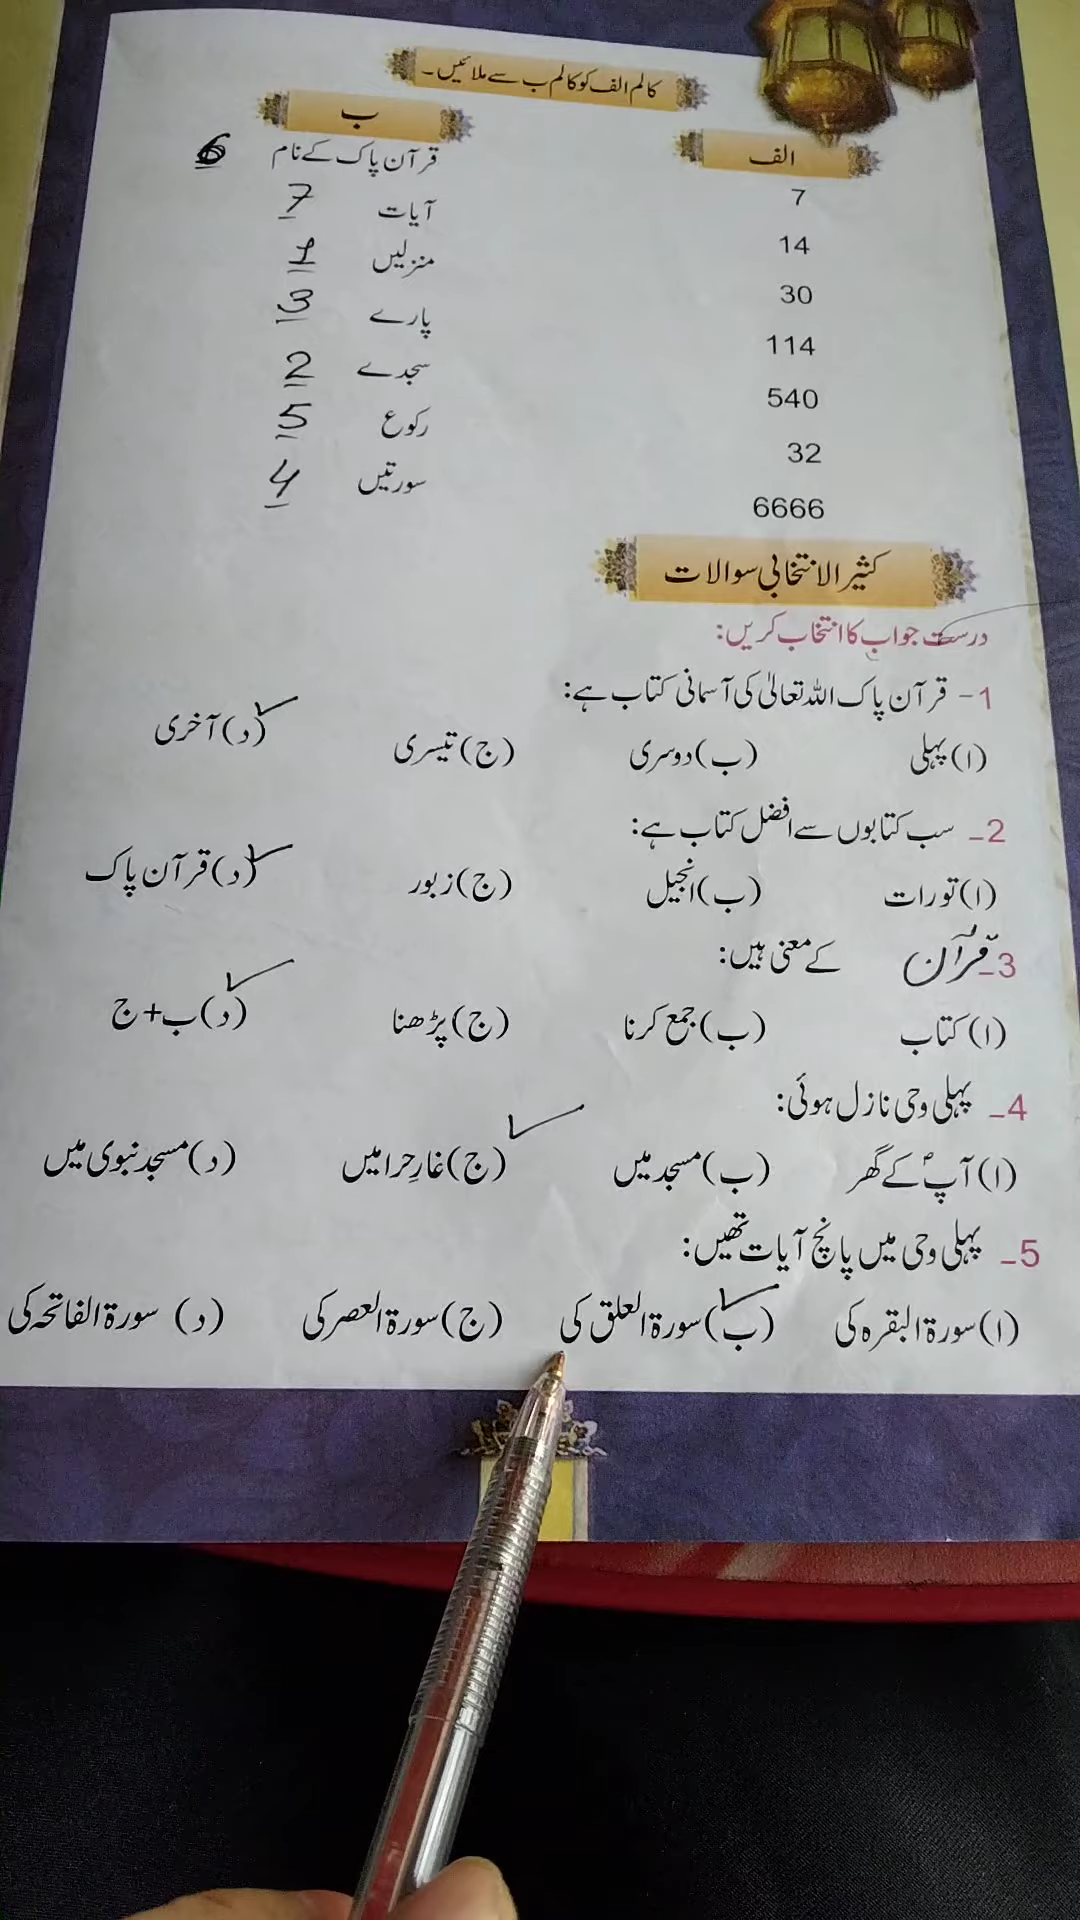 کالم الف کو کالم ب سے ملائیں۔
الف ب
7 قرآن پاک کے نام 6
14 آیات 7
30 منزلیں 1
114 پارے 3
540 سجدے 2
32 رکوع 5
6666 سورتیں 4
کثیر الانتخابی سوالات
درست جواب کا انتخاب کریں:
1- قرآن پاک اللہ تعالیٰ کی آسمانی کتاب ہے:
(ا) پہلی (ب) دوسری (ج) تیسری (د) آخری
2- سب کتابوں سے افضل کتاب ہے:
(ا) تورات (ب) انجیل (ج) زبور (د) قرآن پاک
3- قرآن کے معنی ہیں:
(ا) کتاب (ب) جمع کرنا (ج) پڑھنا (د) ب+ج
4- پہلی وحی نازل ہوئی:
(ا) آپؐ کے گھر (ب) مسجد میں (ج) غارِ حرا میں (د) مسجد نبوی میں
5- پہلی وحی میں پانچ آیات تھیں:
(ا) سورۃ البقرہ کی (ب) سورۃ العلق کی (ج) سورۃ العصر کی (د) سورۃ الفاتحہ کی